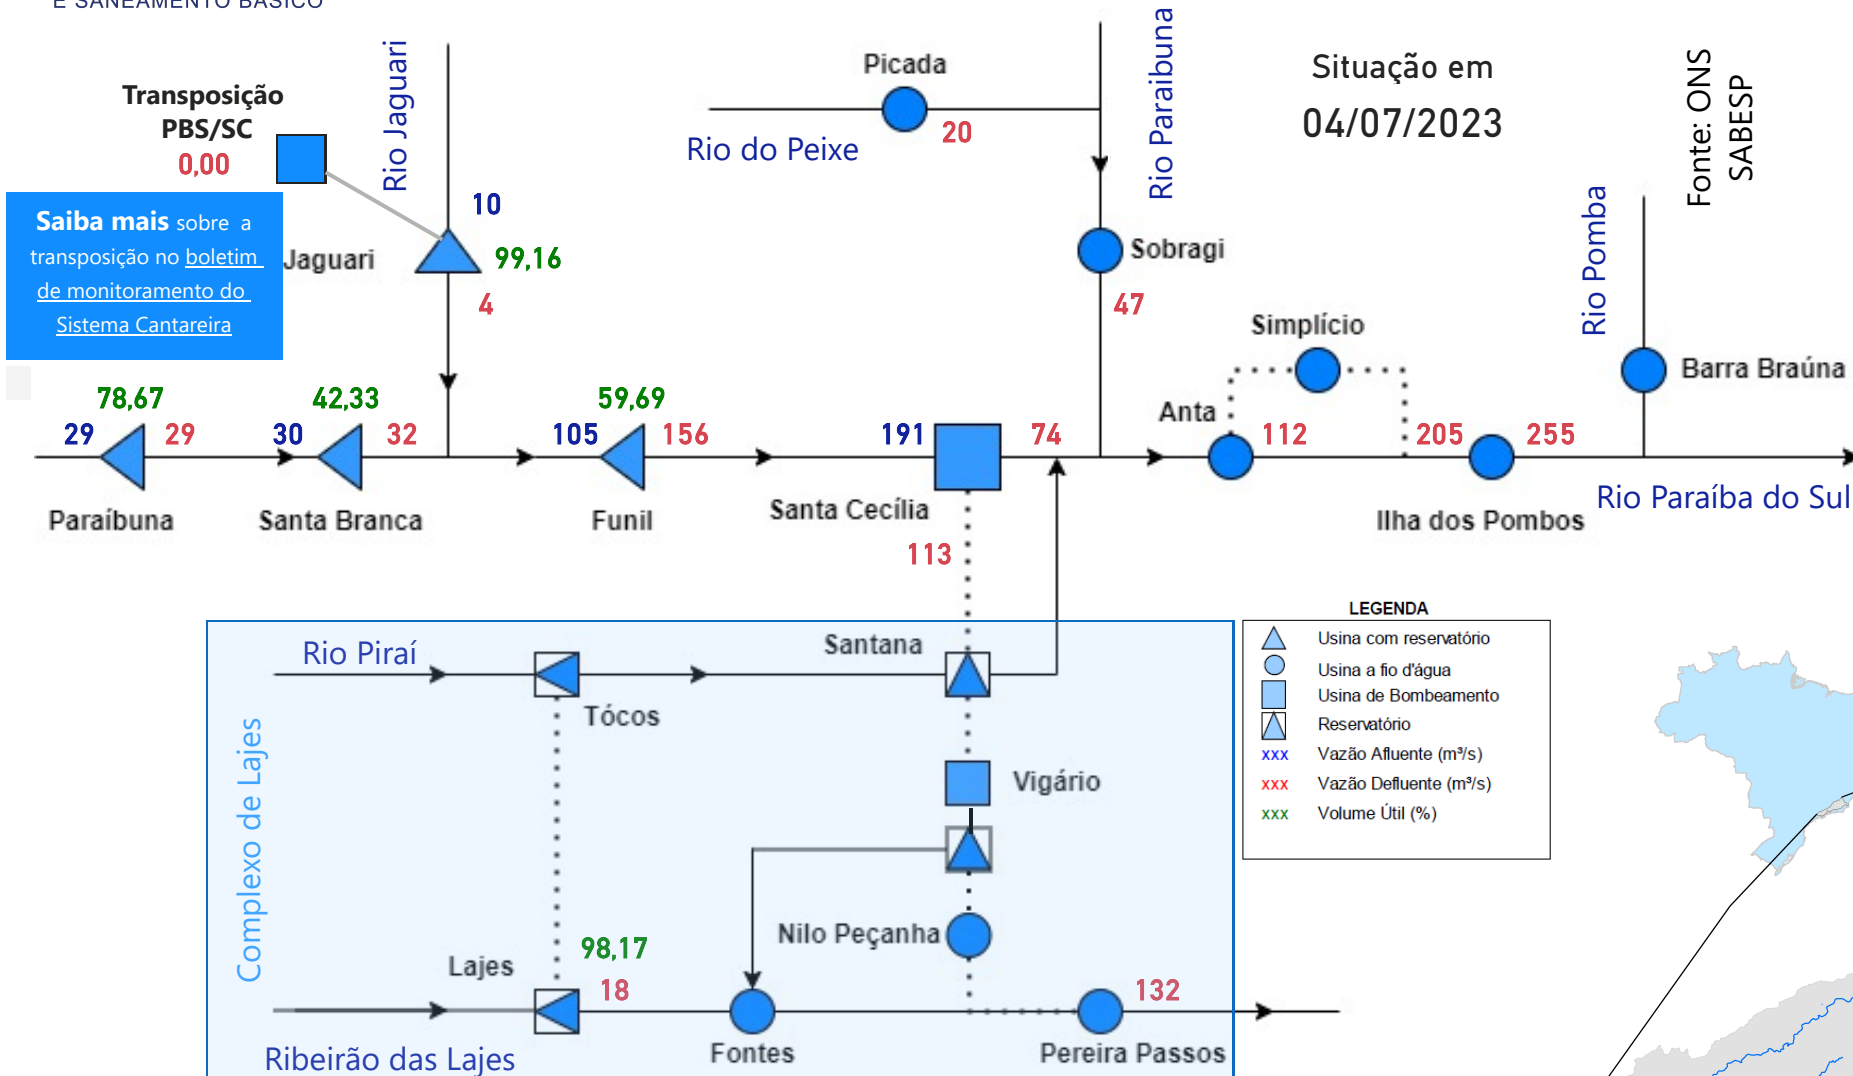 E SANEAMENTO BÁSICO
Transposição
PBS/SC
0,00
Rio Jaguari
Picada
20
Rio do Peixe
Rio Paraibuna
Situação em
04/07/2023
Fonte: ONS
SABESP
Saiba mais sobre a
transposição no boletim
de monitoramento do
Sistema Cantareira
10
Jaguari
99,16
4
Sobragi
47
Rio Pomba
Simplício
Barra Braúna
78,67
29
29
Paraíbuna
42,33
30
32
Santa Branca
59,69
105
156
Funil
191
74
Santa Cecília
113
Anta
112
205
255
Ilha dos Pombos
Rio Paraíba do Sul
Complexo de Lajes
Rio Piraí
Tócos
Santana
Vigário
Nilo Peçanha
98,17
Lajes
18
132
Ribeirão das Lajes
Fontes
Pereira Passos
LEGENDA
Usina com reservatório
Usina a fio d'água
Usina de Bombeamento
Reservatório
xxx Vazão Afluente (m³/s)
xxx Vazão Defluente (m³/s)
xxx Volume Útil (%)